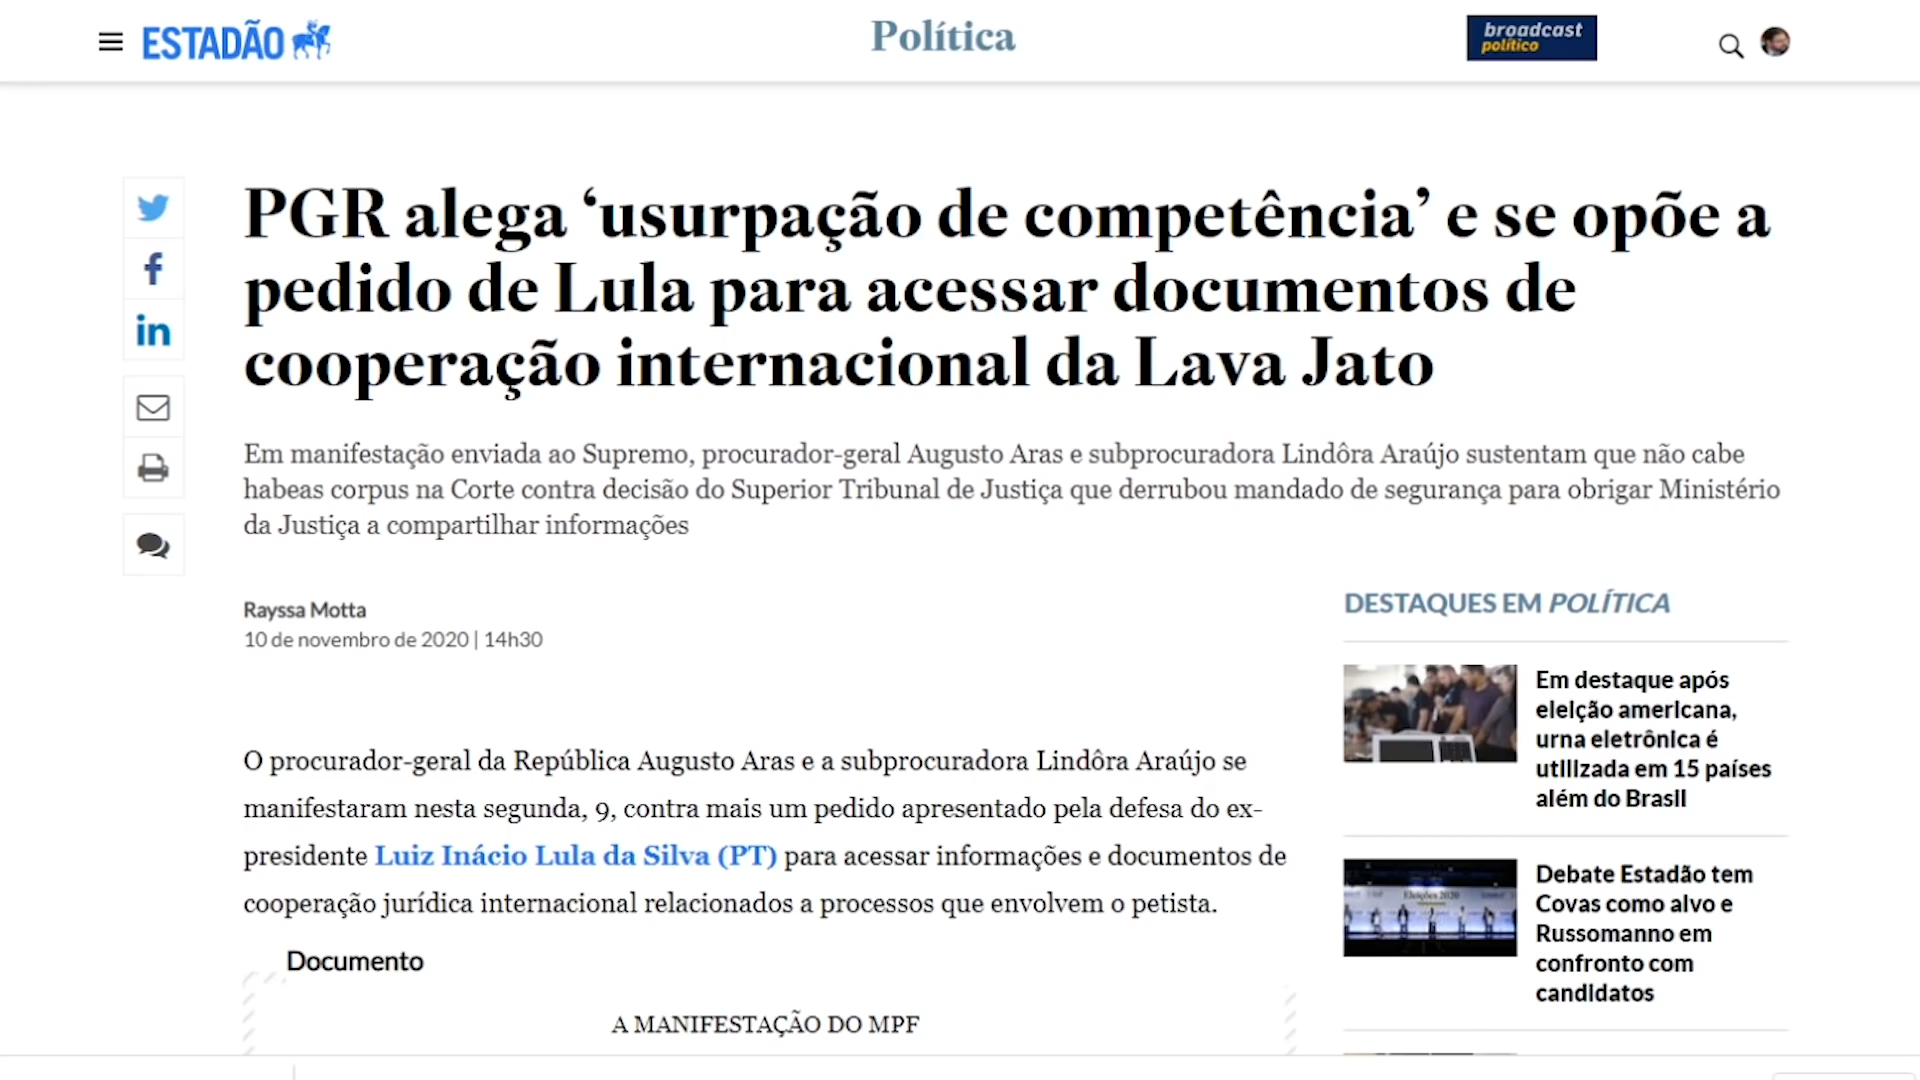 ESTADÃO
Política
broadcast
político
PGR alega ‘usurpação de competência’ e se opõe a
pedido de Lula para acessar documentos de
cooperação internacional da Lava Jato
Em manifestação enviada ao Supremo, procurador-geral Augusto Aras e subprocuradora Lindôra Araújo sustentam que não cabe
habeas corpus na Corte contra decisão do Superior Tribunal de Justiça que derrubou mandado de segurança para obrigar Ministério
da Justiça a compartilhar informações
Rayssa Motta
10 de novembro de 2020 | 14h30
O procurador-geral da República Augusto Aras e a subprocuradora Lindôra Araújo se
manifestaram nesta segunda, 9, contra mais um pedido apresentado pela defesa do ex-
presidente Luiz Inácio Lula da Silva (PT) para acessar informações e documentos de
cooperação jurídica internacional relacionados a processos que envolvem o petista.
Documento
A MANIFESTAÇÃO DO MPF
DESTAQUES EM POLÍTICA
Em destaque após
eleição americana,
urna eletrônica é
utilizada em 15 países
além do Brasil
Eleições 2020
Debate Estadão tem
Covas como alvo e
Russomanno em
confronto com
candidatos